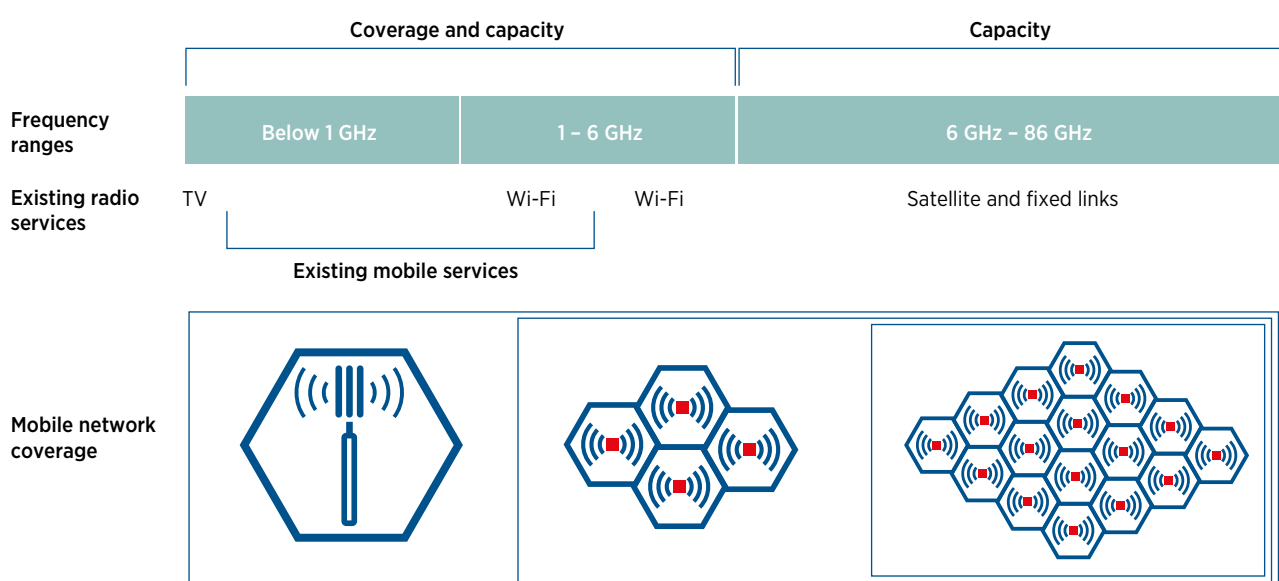 Coverage and capacity
Capacity
Frequency
ranges
Below 1 GHz
1 – 6 GHz
6 GHz – 86 GHz
Existing radio
services
TV
Wi-Fi
Wi-Fi
Satellite and fixed links
Existing mobile services
Mobile network
coverage